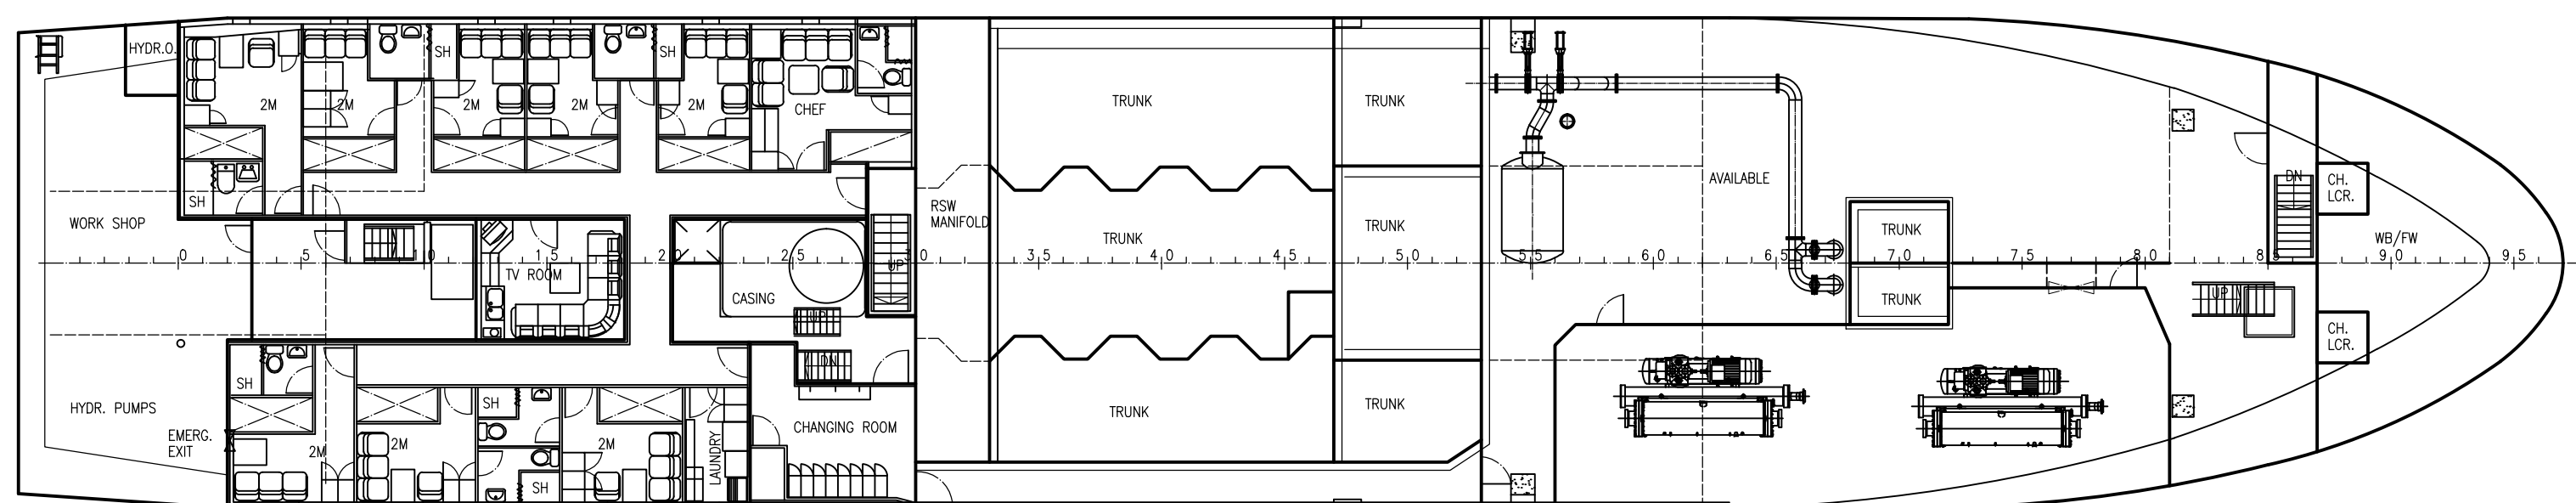 HYDR.O.
SH
SH
SH
2M
2M
2M
2M
2M
CHEF
TRUNK
TRUNK
SH
WORK SHOP
RSW
MANIFOLD
TRUNK
TRUNK
AVAILABLE
TRUNK
DN
CH.
LCR.
WB/FW
0 5 10 15 20 25 30 35 40 45 50 55 60 65 70 75 80 85 90 95
TV ROOM
UP
CASING
UP
TRUNK
UP
DN
CH.
LCR.
SH
SH
HYDR. PUMPS
TRUNK
TRUNK
EMERG.
EXIT
2M
2M
2M
LAUNDRY
CHANGING ROOM
SH